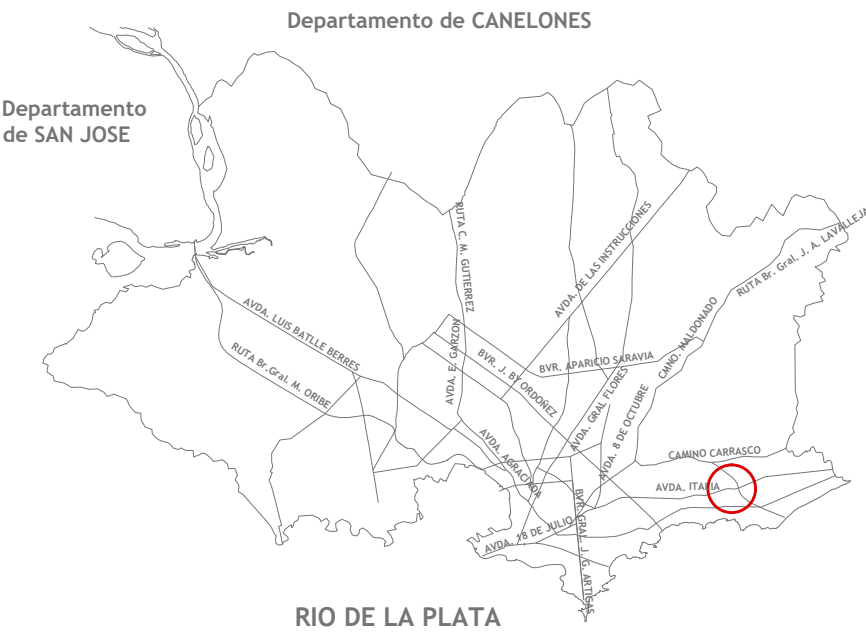 Departamento de CANELONES
Departamento
de SAN JOSE
RUTA C. M. GUTIERREZ
AVDA. DE LAS INSTRUCCIONES
RUTA Br. Gral. J. A. LAVALLEJA
AVDA. LUIS BATLLE BERRES
RUTA Br.Gral. M. ORIBE
AVDA. E. GARZON
BVR. J. BY ORDOÑEZ
BVR. APARICIO SARAVIA
CMNO. MALDONADO
AVDA. GRAL FLORES
AVDA. 8 DE OCTUBRE
AVDA. AGRACIADA
CAMINO CARRASCO
AVDA. ITALIA
AVDA. 18 DE JULIO
BVR. GRAL. J. G. ARTIGAS
RIO DE LA PLATA